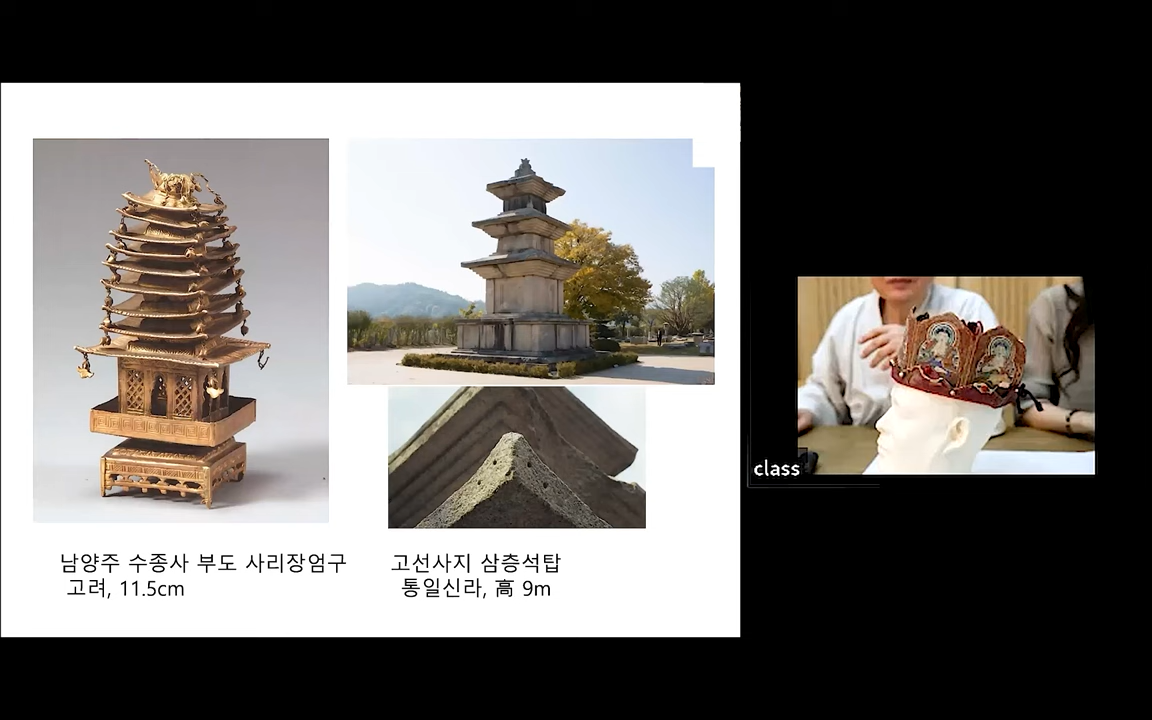 남양주 수종사 부도 사리장엄구
고려, 11.5cm
고선사지 삼층석탑
통일신라, 高 9m
class